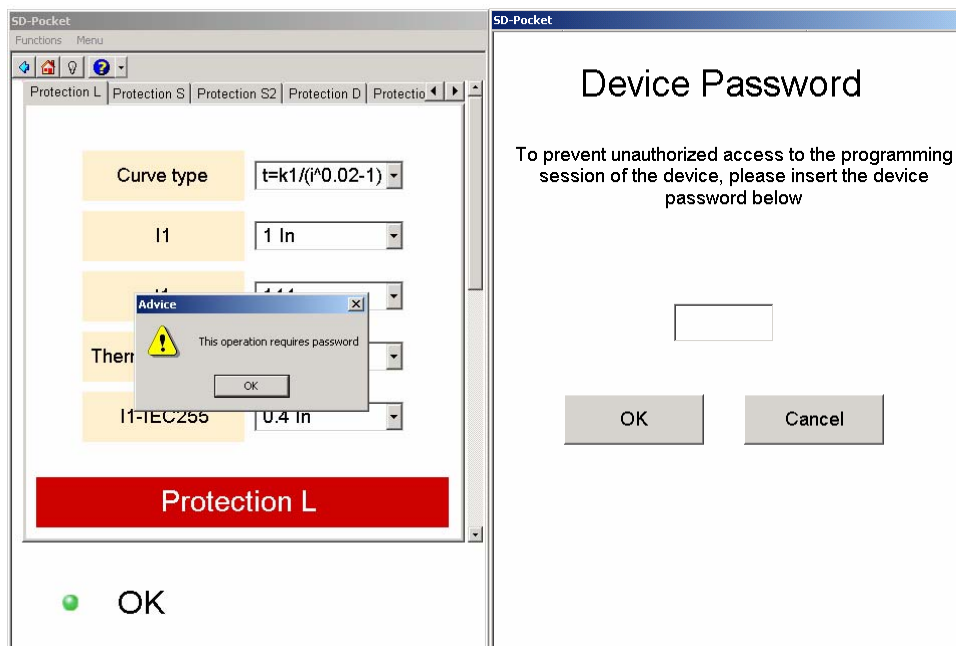 SD-Pocket
Functions Menu
Protection L Protection S Protection S2 Protection D Protectio
Curve type t=k1/(i^0.02-1)
I1 1 In
Advice
This operation requires password
OK
I1-IEC255 0.4 In
Protection L
OK
SD-Pocket
Device Password
To prevent unauthorized access to the programming
session of the device, please insert the device
password below
OK Cancel